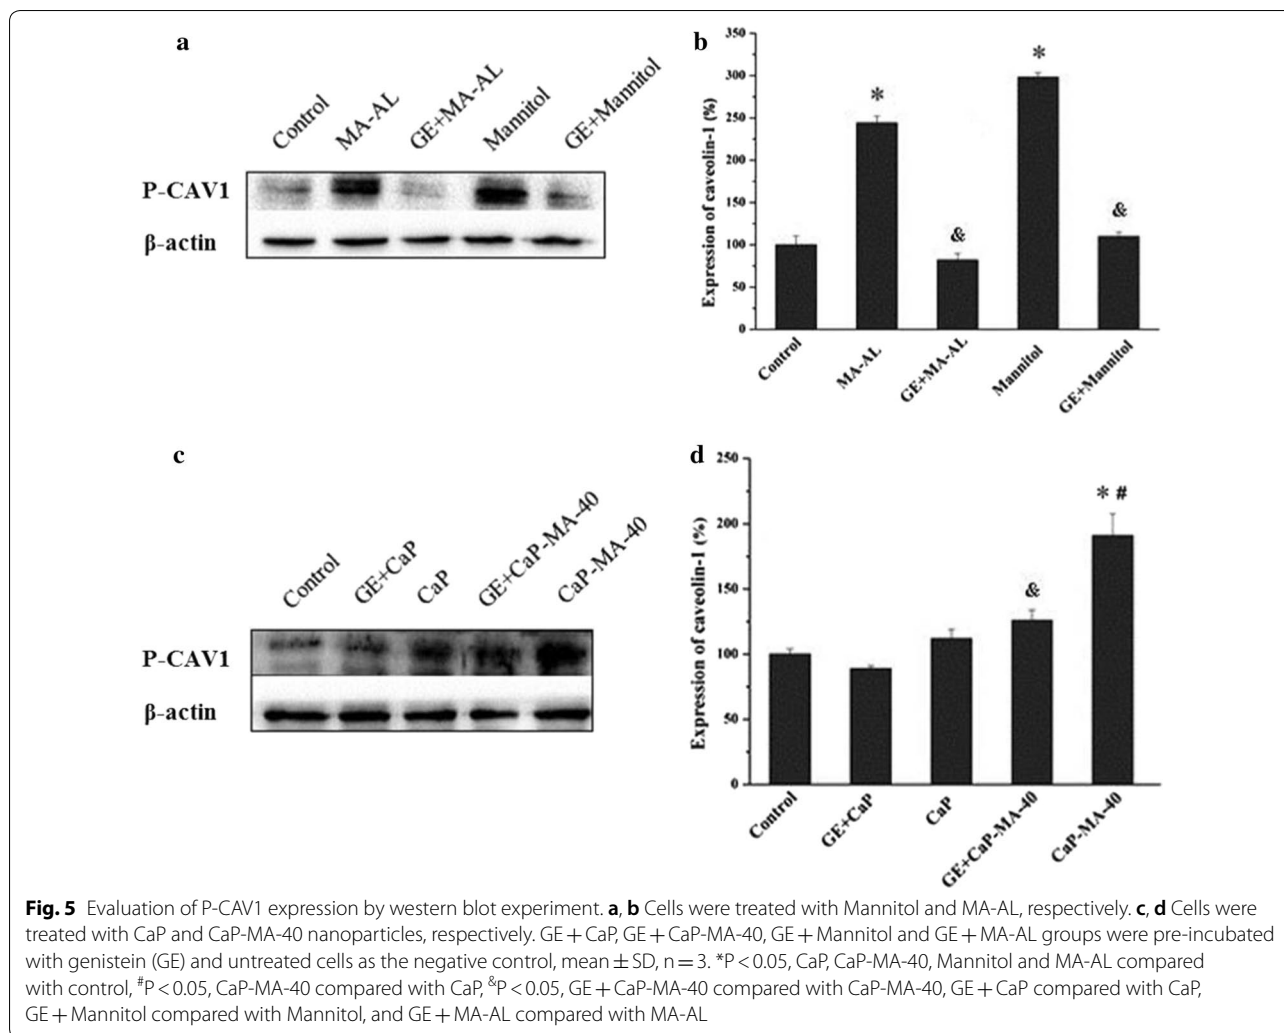 a
Control
MA-AL
GE+MA-AL
Mannitol
GE+Mannitol
P-CAV1
β-actin
b
Expression of caveolin-1 (%)
350
300
250
200
150
100
50
0
*
&
*
&
Control
MA-AL
GE+MA-AL
Mannitol
GE+Mannitol
c
Control
GE+CaP
CaP
GE+CaP-MA-40
CaP-MA-40
P-CAV1
β-actin
d
Expression of caveolin-1 (%)
250
200
150
100
50
0
&
* #
Control
GE+CaP
CaP
GE+CaP-MA-40
CaP-MA-40
Fig. 5 Evaluation of P-CAV1 expression by western blot experiment. a, b Cells were treated with Mannitol and MA-AL, respectively. c, d Cells were
treated with CaP and CaP-MA-40 nanoparticles, respectively. GE + CaP, GE + CaP-MA-40, GE + Mannitol and GE + MA-AL groups were pre-incubated
with genistein (GE) and untreated cells as the negative control, mean ± SD, n = 3. *P < 0.05, CaP, CaP-MA-40, Mannitol and MA-AL compared
with control, #P < 0.05, CaP-MA-40 compared with CaP, &P < 0.05, GE + CaP-MA-40 compared with CaP-MA-40, GE + CaP compared with CaP,
GE + Mannitol compared with Mannitol, and GE + MA-AL compared with MA-AL